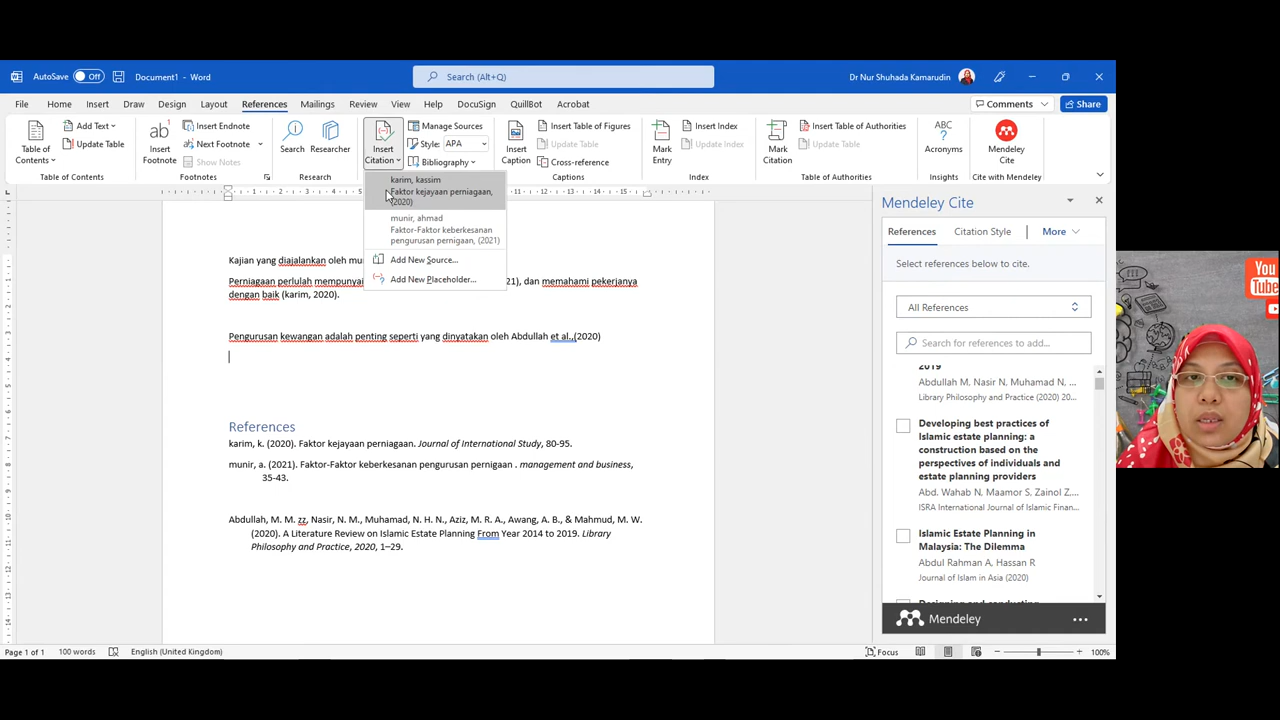 AutoSave Off Document1 - Word Search (Alt+Q) Dr Nur Shuhada Kamarudin
File Home Insert Draw Design Layout References Mailings Review View Help DocuSign QuillBot Acrobat Comments Share
Table of Contents
Add Text
Update Table
Table of Contents
ab
Insert Footnote
Insert Endnote
Next Footnote
Show Notes
Footnotes
Search
Researcher
Research
Insert Citation
Manage Sources
Style: APA
Bibliography
Insert Caption
Insert Table of Figures
Update Table
Cross-reference
Captions
Mark Entry
Insert Index
Update Index
Index
Mark Citation
Insert Table of Authorities
Update Table
Table of Authorities
ABC
Acronyms
Insights
Mendeley Cite
Cite with Mendeley
karim, kassim
Faktor kejayaan perniagaan,
(2020)
munir, ahmad
Faktor-Faktor keberkesanan
pengurusan pernigaan, (2021)
Add New Source...
Add New Placeholder...
Kajian yang diajalankan oleh mu
Perniagaan perlulah mempunyai 21), dan memahami pekerjanya
dengan baik (karim, 2020).
Pengurusan kewangan adalah penting seperti yang dinyatakan oleh Abdullah et al.,(2020)
References
karim, k. (2020). Faktor kejayaan perniagaan. Journal of International Study, 80-95.
munir, a. (2021). Faktor-Faktor keberkesanan pengurusan pernigaan . management and business,
35-43.
Abdullah, M. M. zz, Nasir, N. M., Muhamad, N. H. N., Aziz, M. R. A., Awang, A. B., & Mahmud, M. W.
(2020). A Literature Review on Islamic Estate Planning From Year 2014 to 2019. Library
Philosophy and Practice, 2020, 1–29.
Mendeley Cite
References Citation Style More
Select references below to cite.
All References
Search for references to add...
2019
Abdullah M, Nasir N, Muhamad N, ...
Library Philosophy and Practice (2020) 20...
Developing best practices of
Islamic estate planning: a
construction based on the
perspectives of individuals and
estate planning providers
Abd. Wahab N, Maamor S, Zainol Z,...
ISRA International Journal of Islamic Finan...
Islamic Estate Planning in
Malaysia: The Dilemma
Abdul Rahman A, Hassan R
Journal of Islam in Asia (2020)
Designing and conducting
Mendeley
You
Tube
Page 1 of 1 100 words English (United Kingdom) Focus 100%